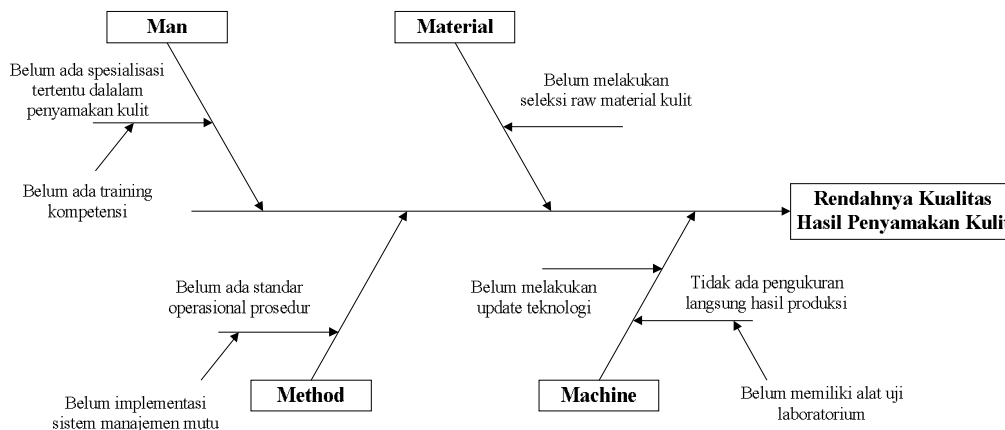 Man
Material
Belum ada spesialisasi
tertentu dalalam
penyamakan kulit
Belum melakukan
seleksi raw material kulit
Belum ada training
kompetensi
Rendahnya Kualitas
Hasil Penyamakan Kulit
Belum ada standar
operasional prosedur
Belum melakukan
update teknologi
Tidak ada pengukuran
langsung hasil produksi
Method
Machine
Belum implementasi
sistem manajemen mutu
Belum memiliki alat uji
laboratorium